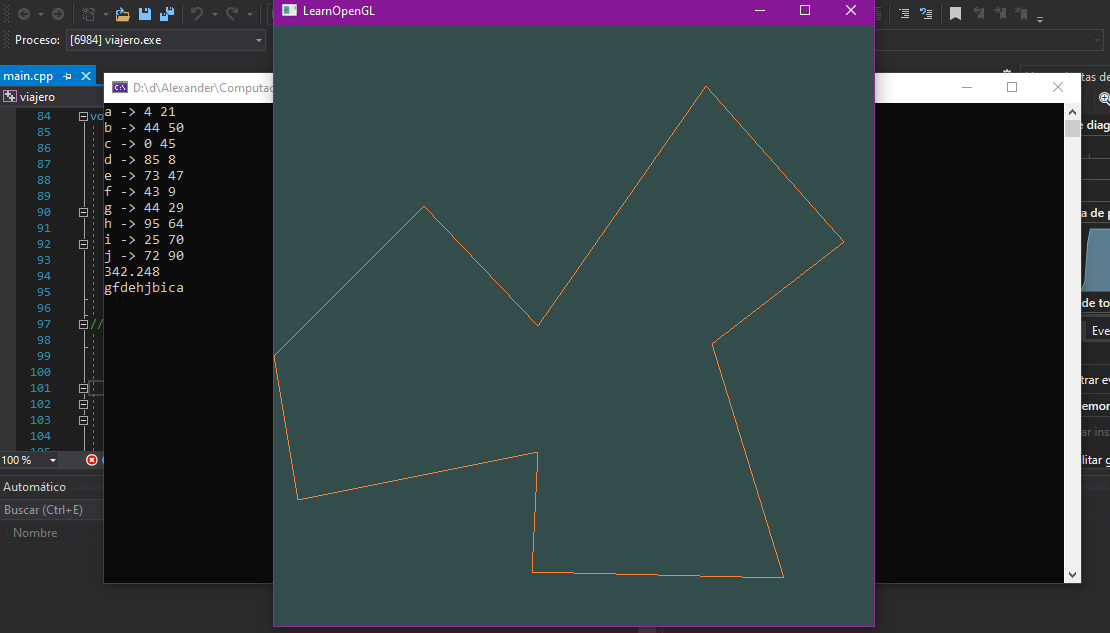 LearnOpenGL
Proceso: [6984] viajero.exe
main.cpp
D:\d\Alexander\Computac
tas de
viajero
84 vo
85
86
87
88
89
90
91
92
93
94
95
96
97 //
98
99
100
101
102
103
104
a -> 4 21
b -> 44 50
c -> 0 45
d -> 85 8
e -> 73 47
f -> 43 9
g -> 44 29
h -> 95 64
i -> 25 70
j -> 72 90
342.248
gfdehjbica
e diag
a de p
de to
Eve
trar ev
emor
ar ins
litar g
100 %
Automático
Buscar (Ctrl+E)
Nombre